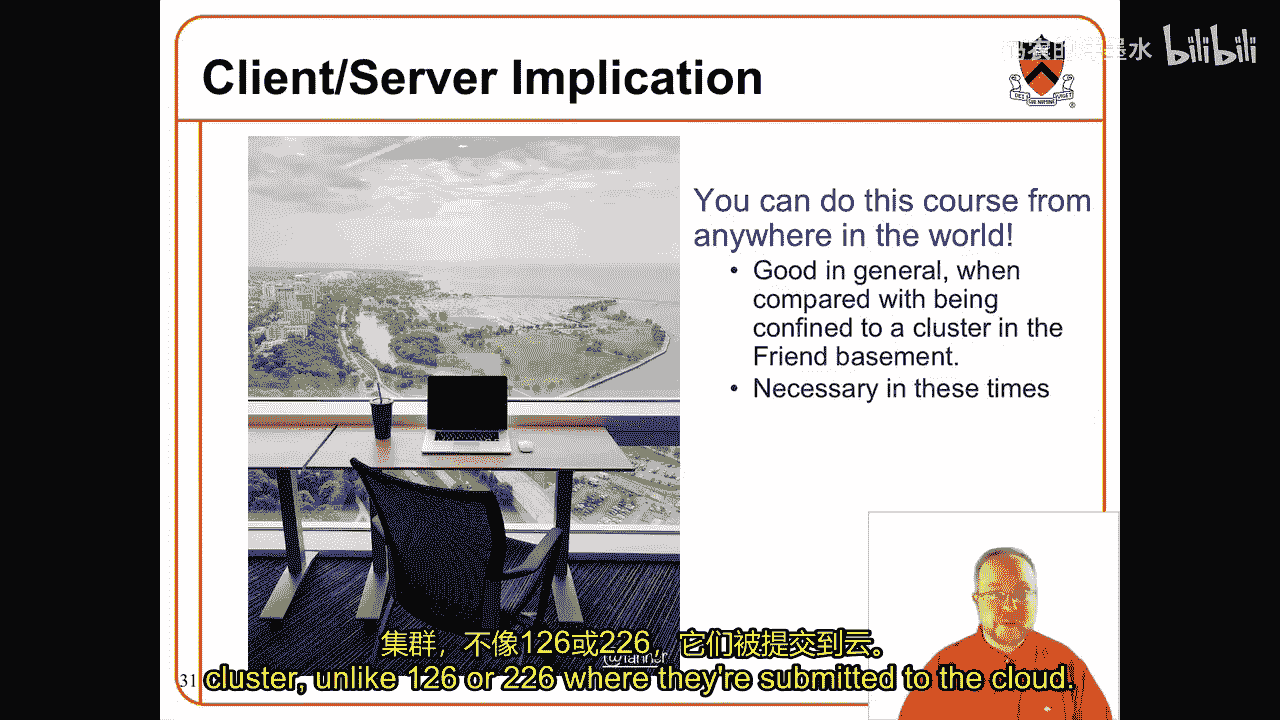 Client/Server Implication
bilibili
You can do this course from
anywhere in the world!
• Good in general, when
compared with being
confined to a cluster in the
Friend basement.
• Necessary in these times
集群，不像126或226，它们被提交到云。
31
cluster, unlike 126 or 226 where they're submitted to the cloud.